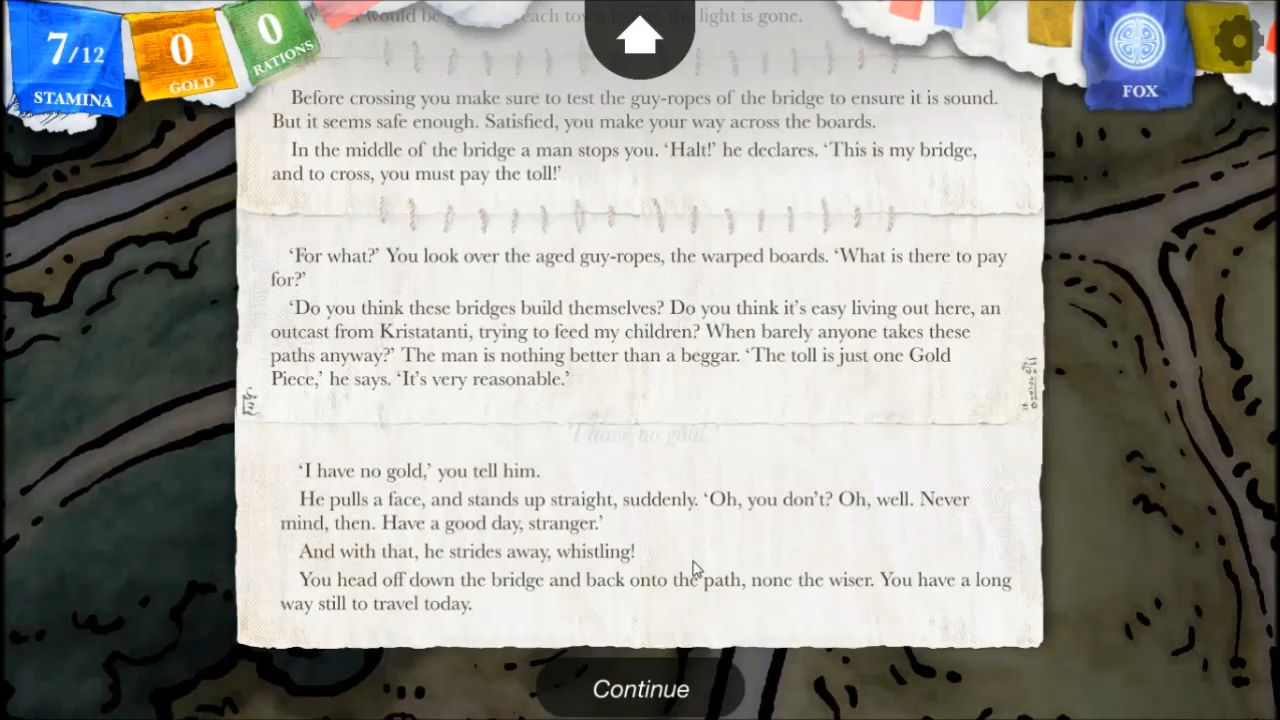 would be each to the light is gone.
7/12
STAMINA
0
GOLD
0
RATIONS
FOX
Before crossing you make sure to test the guy-ropes of the bridge to ensure it is sound.
But it seems safe enough. Satisfied, you make your way across the boards.
In the middle of the bridge a man stops you. ‘Halt!’ he declares. ‘This is my bridge,
and to cross, you must pay the toll!’
‘For what?’ You look over the aged guy-ropes, the warped boards. ‘What is there to pay
for?’
‘Do you think these bridges build themselves? Do you think it’s easy living out here, an
outcast from Kristatanti, trying to feed my children? When barely anyone takes these
paths anyway?’ The man is nothing better than a beggar. ‘The toll is just one Gold
Piece,’ he says. ‘It’s very reasonable.’
‘I have no gold.’
‘I have no gold,’ you tell him.
He pulls a face, and stands up straight, suddenly. ‘Oh, you don’t? Oh, well. Never
mind, then. Have a good day, stranger.’
And with that, he strides away, whistling!
You head off down the bridge and back onto the path, none the wiser. You have a long
way still to travel today.
Continue